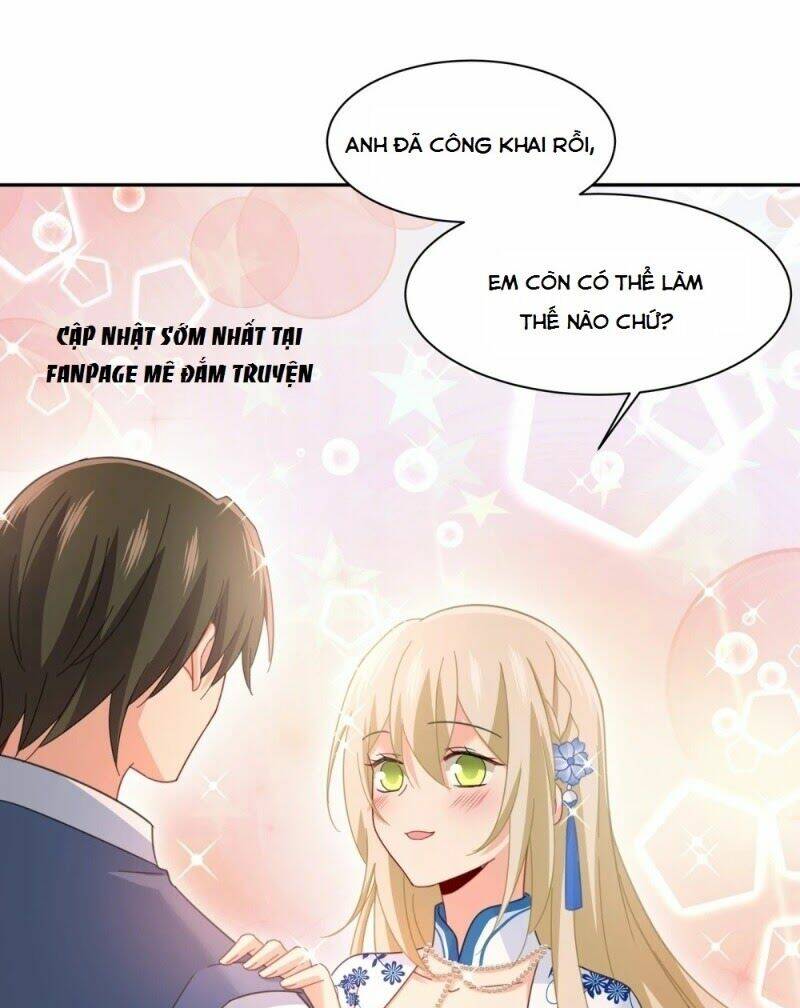 ANH ĐÃ CÔNG KHAI RỒI,
EM CÒN CÓ THỂ LÀM
THẾ NÀO CHỨ?
CẬP NHẬT SỚM NHẤT TẠI
FANPAGE MÊ ĐẮM TRUYỆN